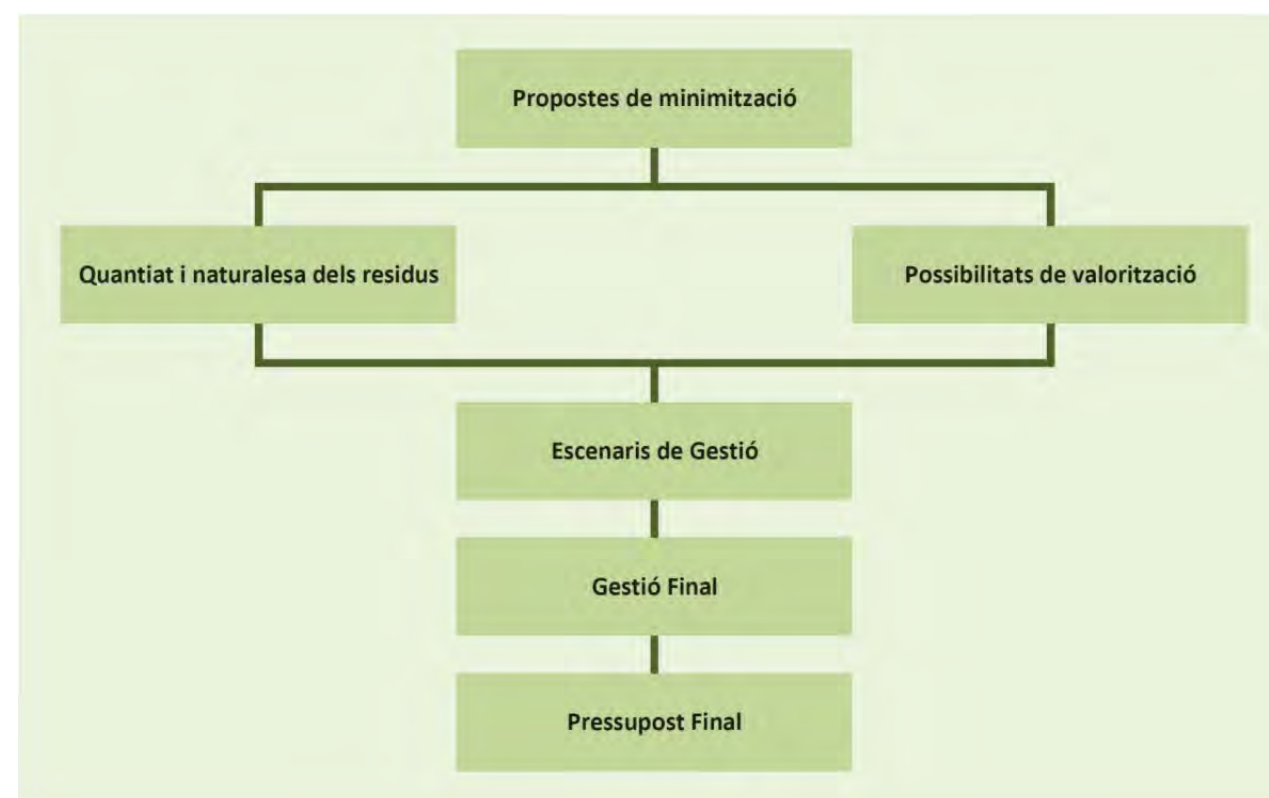 Propostes de minimització
Quantiat i naturalesa dels residus
Possibilitats de valorització
Escenaris de Gestió
Gestió Final
Pressupost Final